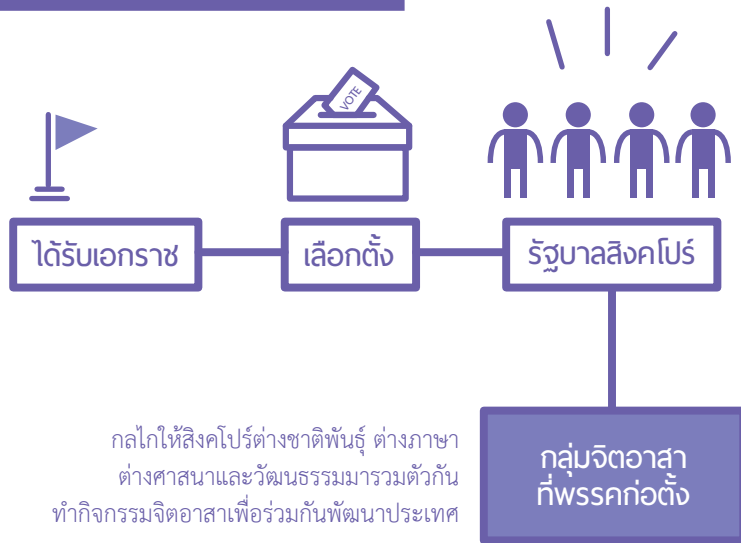 VOTE
ได้รับเอกราช
เลือกตั้ง
รัฐบาลสิงคโปร์
กลไกให้สิงคโปร์ต่างชาติพันธุ์ ต่างภาษา
ต่างศาสนาและวัฒนธรรมมารวมตัวกัน
ทำกิจกรรมจิตอาสาเพื่อร่วมกันพัฒนาประเทศ
กลุ่มจิตอาสา
ที่พรรคก่อตั้ง